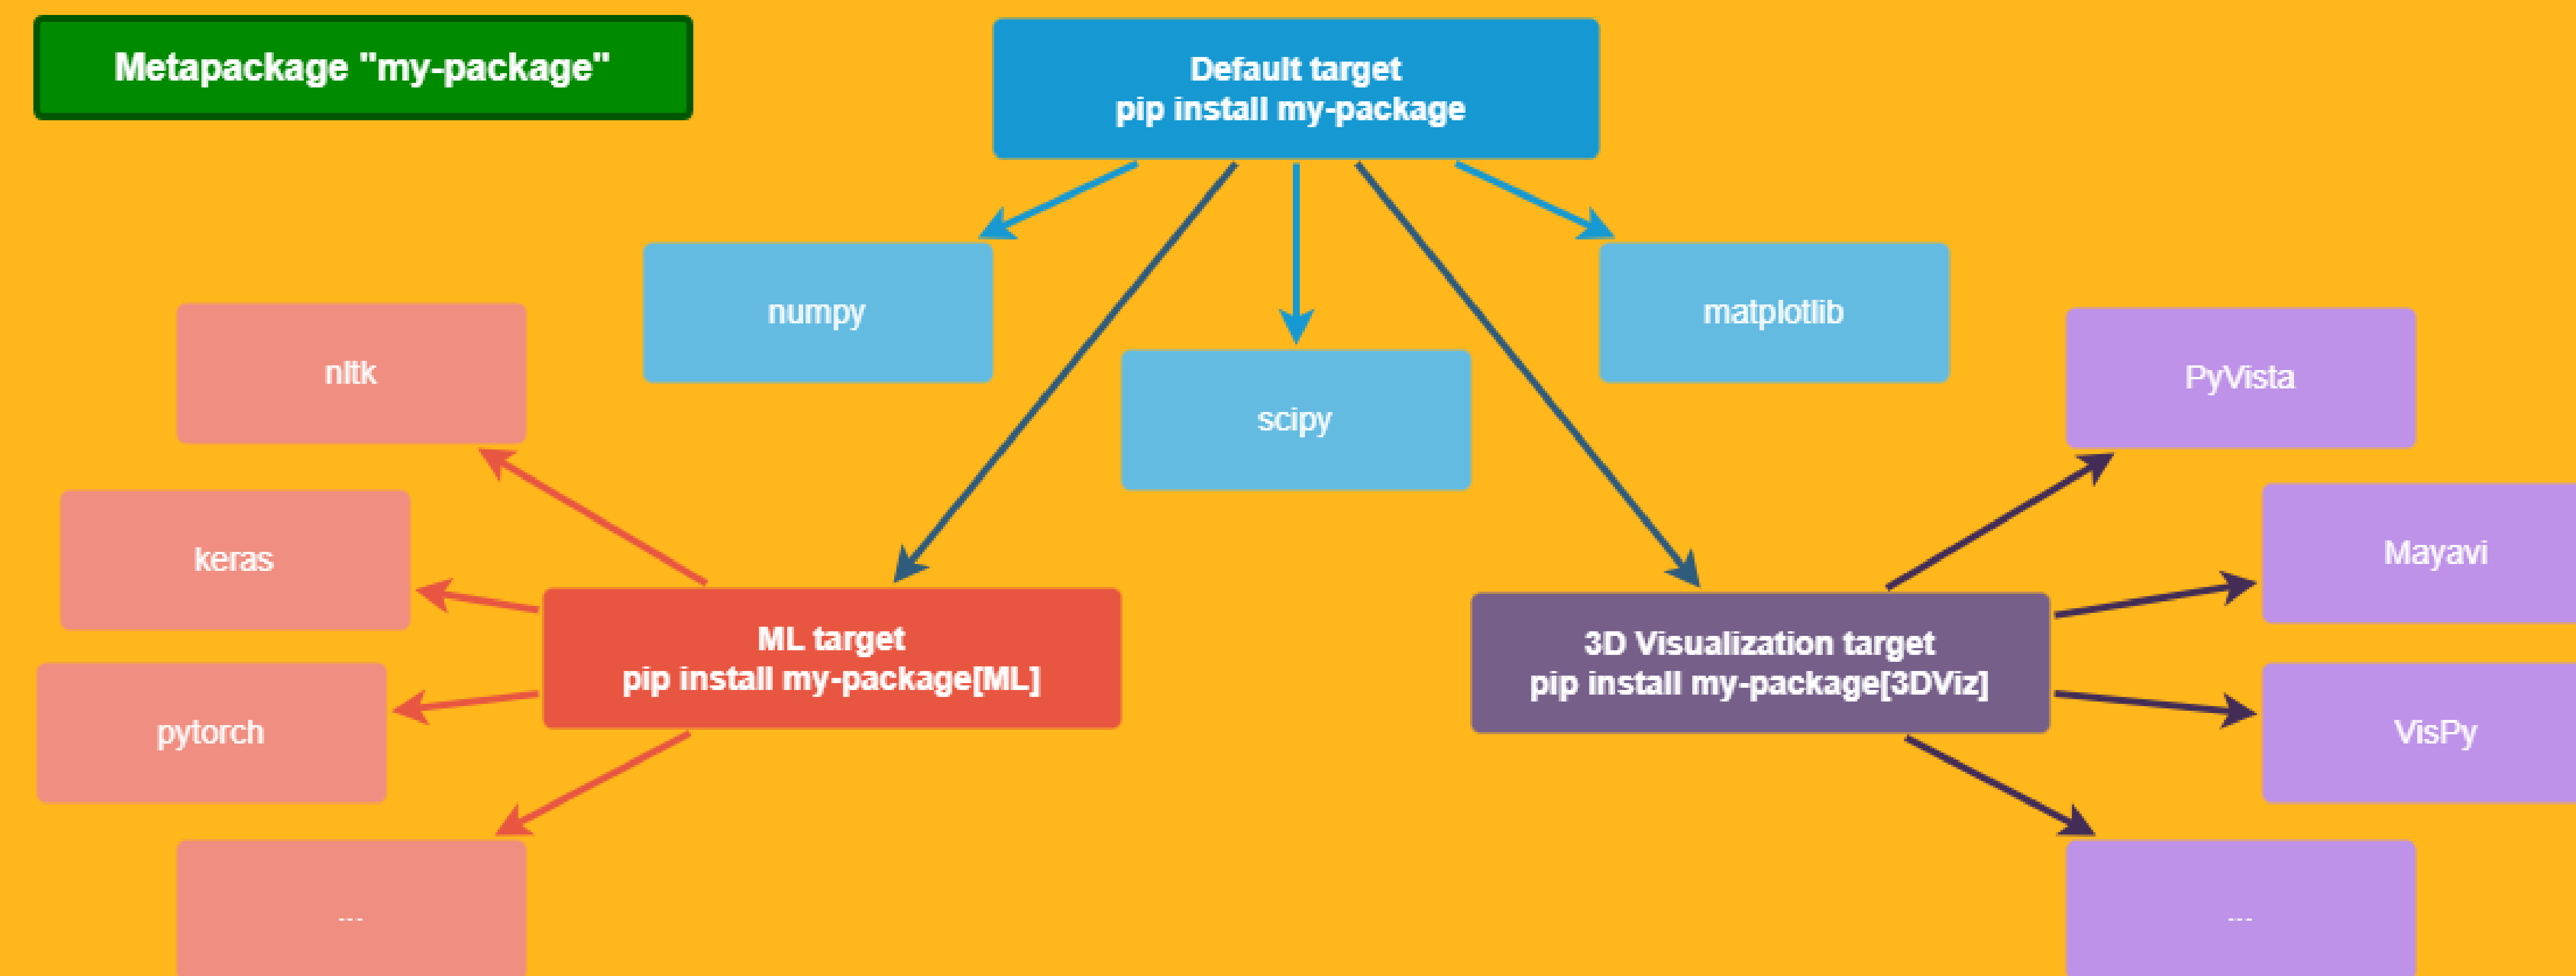 Metapackage "my-package"
Default target
pip install my-package
numpy
scipy
matplotlib
nltk
keras
pytorch
...
ML target
pip install my-package[ML]
3D Visualization target
pip install my-package[3DViz]
PyVista
Mayavi
VisPy
...